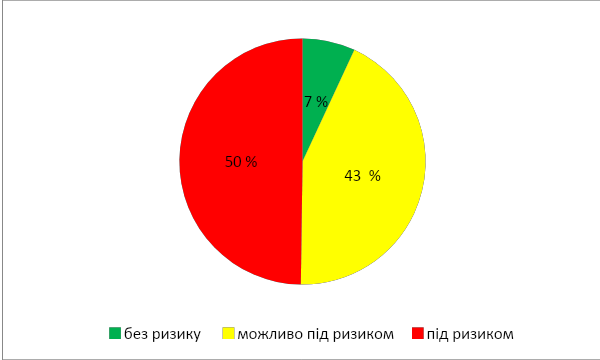 7 %
50 %
43 %
без ризику
можливо під ризиком
під ризиком